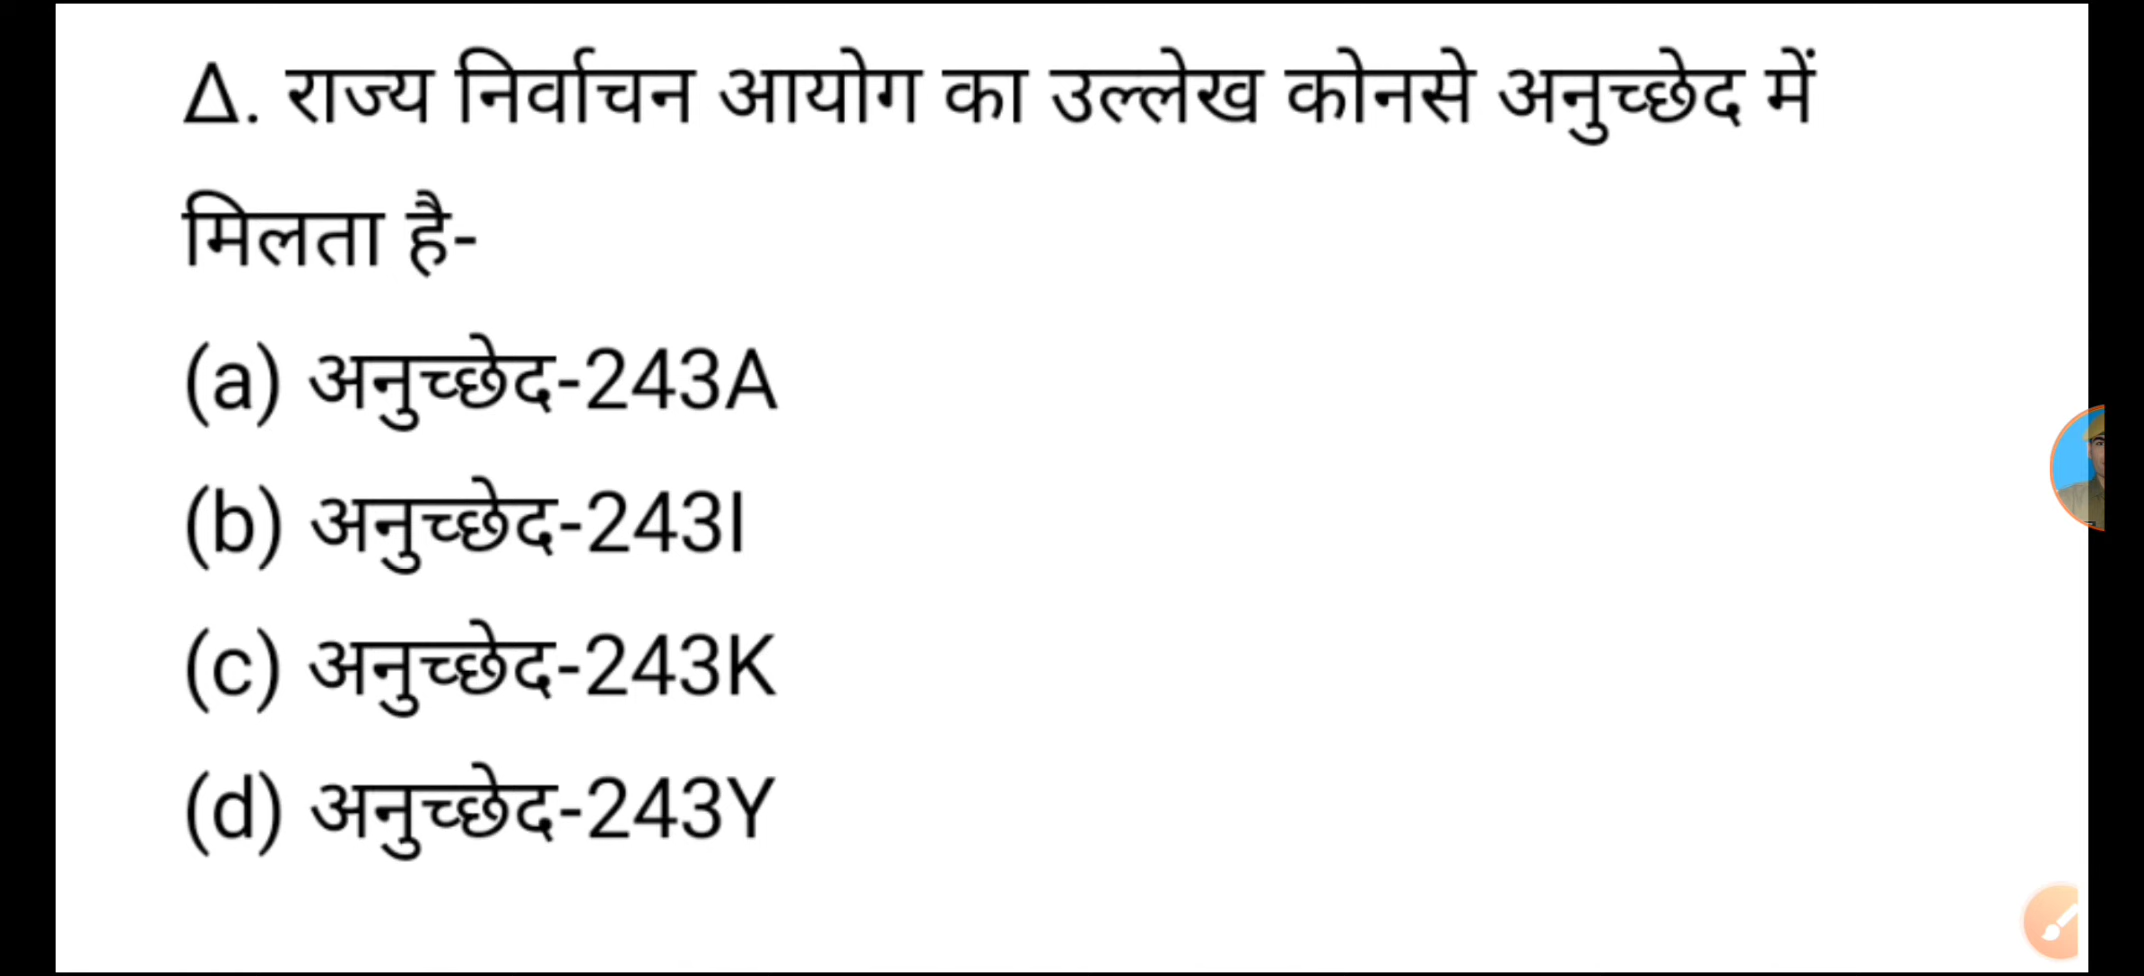 Δ. राज्य निर्वाचन आयोग का उल्लेख कोनसे अनुच्छेद में
मिलता है-
(a) अनुच्छेद-243A
(b) अनुच्छेद-243I
(c) अनुच्छेद-243K
(d) अनुच्छेद-243Y